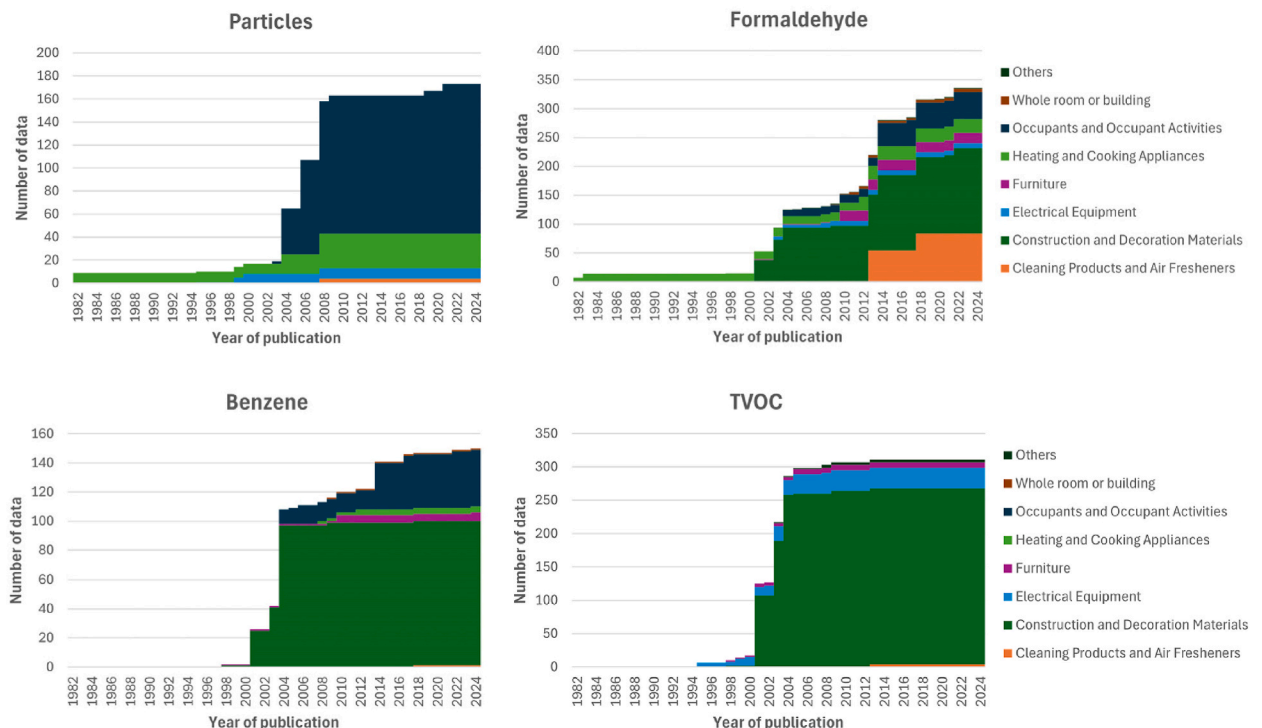 Particles
Number of data
200
180
160
140
120
100
80
60
40
20
0
1982 1984 1986 1988 1990 1992 1994 1996 1998 2000 2002 2004 2006 2008 2010 2012 2014 2016 2018 2020 2022 2024
Year of publication
Formaldehyde
Number of data
400
350
300
250
200
150
100
50
0
1982 1984 1986 1988 1990 1992 1994 1996 1998 2000 2002 2004 2006 2008 2010 2012 2014 2016 2018 2020 2022 2024
Year of publication
Others
Whole room or building
Occupants and Occupant Activities
Heating and Cooking Appliances
Furniture
Electrical Equipment
Construction and Decoration Materials
Cleaning Products and Air Fresheners
Benzene
Number of data
160
140
120
100
80
60
40
20
0
1982 1984 1986 1988 1990 1992 1994 1996 1998 2000 2002 2004 2006 2008 2010 2012 2014 2016 2018 2020 2022 2024
Year of publication
TVOC
Number of data
350
300
250
200
150
100
50
0
1982 1984 1986 1988 1990 1992 1994 1996 1998 2000 2002 2004 2006 2008 2010 2012 2014 2016 2018 2020 2022 2024
Year of publication
Others
Whole room or building
Occupants and Occupant Activities
Heating and Cooking Appliances
Furniture
Electrical Equipment
Construction and Decoration Materials
Cleaning Products and Air Fresheners